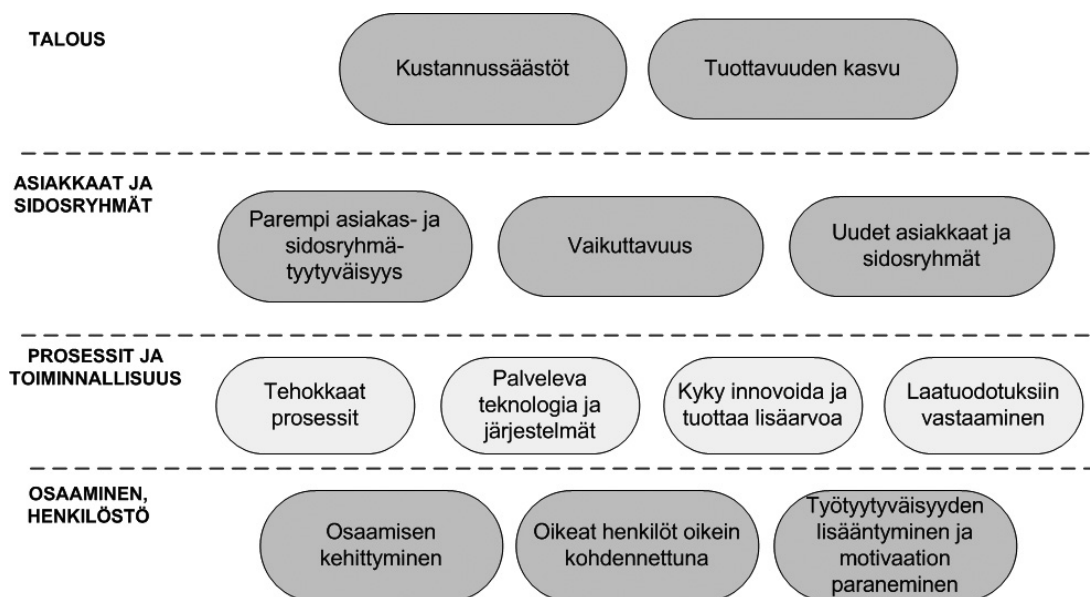 TALOUS
Kustannussäästöt
Tuottavuuden kasvu
ASIAKKAAT JA
SIDOSRYHMÄT
Parempi asiakas- ja
sidosryhmä-
tyytyväisyys
Vaikuttavuus
Uudet asiakkaat ja
sidosryhmät
PROSESSIT JA
TOIMINNALLISUUS
Tehokkaat
prosessit
Palveleva
teknologia ja
järjestelmät
Kyky innovoida ja
tuottaa lisäarvoa
Laatuodotuksiin
vastaaminen
OSAAMINEN,
HENKILÖSTÖ
Osaamisen
kehittyminen
Oikeat henkilöt oikein
kohdennettuna
Työtyytyväisyyden
lisääntyminen ja
motivaation
paraneminen